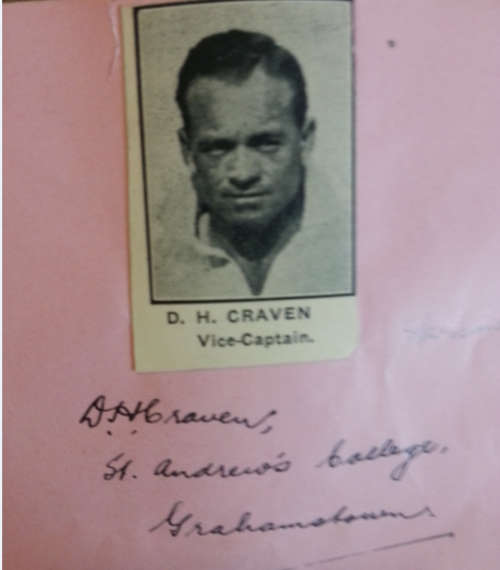 D. H. CRAVEN
Vice-Captain.
D.H Craven,
St. Andrew's College.
Grahamstown.